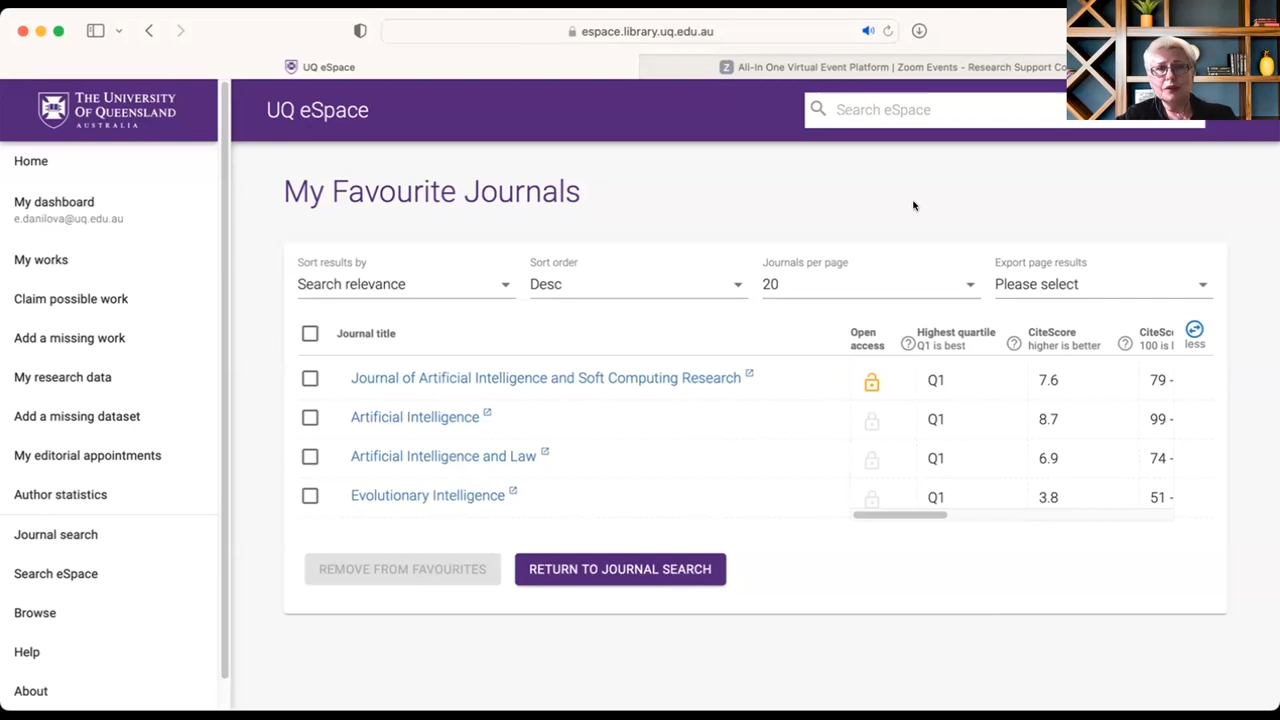 espace.library.uq.edu.au
UQ eSpace
Z All-In One Virtual Event Platform | Zoom Events - Research Support Co
THE UNIVERSITY
OF QUEENSLAND
AUSTRALIA
UQ eSpace
Search eSpace
Home
My dashboard
e.danilova@uq.edu.au
My works
Claim possible work
Add a missing work
My research data
Add a missing dataset
My editorial appointments
Author statistics
Journal search
Search eSpace
Browse
Help
About
My Favourite Journals
Sort results by
Search relevance
Sort order
Desc
Journals per page
20
Export page results
Please select
Journal title
Open access
Highest quartile
Q1 is best
CiteScore
higher is better
CiteSc
100 is
less
Journal of Artificial Intelligence and Soft Computing Research Q1 7.6 79 -
Artificial Intelligence Q1 8.7 99 -
Artificial Intelligence and Law Q1 6.9 74 -
Evolutionary Intelligence Q1 3.8 51 -
REMOVE FROM FAVOURITES
RETURN TO JOURNAL SEARCH